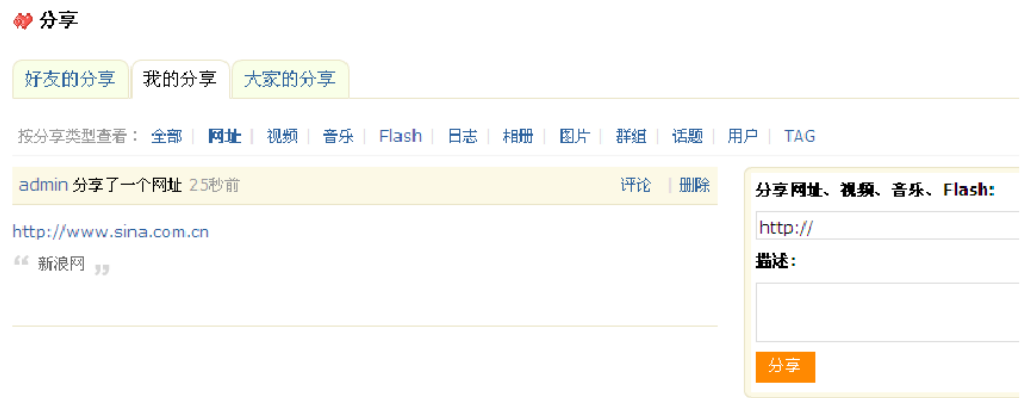 分享
好友的分享 我的分享 大家的分享
按分享类型查看： 全部 | 网址 | 视频 | 音乐 | Flash | 日志 | 相册 | 图片 | 群组 | 话题 | 用户 | TAG
admin 分享了一个网址 25秒前 评论 | 删除
http://www.sina.com.cn
“ 新浪网 ”
分享网址、视频、音乐、Flash:
http://
描述:
分享